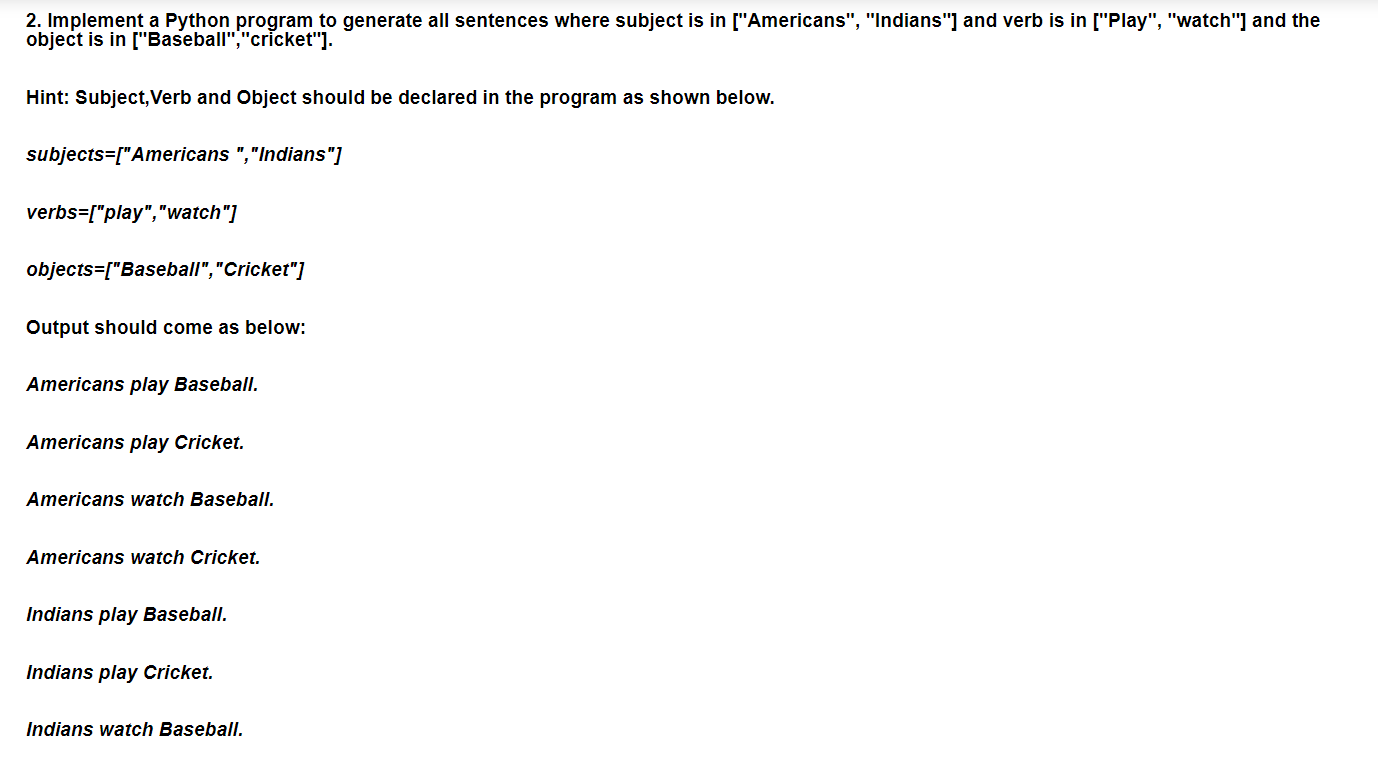 2. Implement a Python program to generate all sentences where subject is in ["Americans", "Indians"] and verb is in ["Play", "watch"] and the
object is in ["Baseball","cricket"].
Hint: Subject,Verb and Object should be declared in the program as shown below.
subjects=["Americans ","Indians"]
verbs=["play","watch"]
objects=["Baseball","Cricket"]
Output should come as below:
Americans play Baseball.
Americans play Cricket.
Americans watch Baseball.
Americans watch Cricket.
Indians play Baseball.
Indians play Cricket.
Indians watch Baseball.